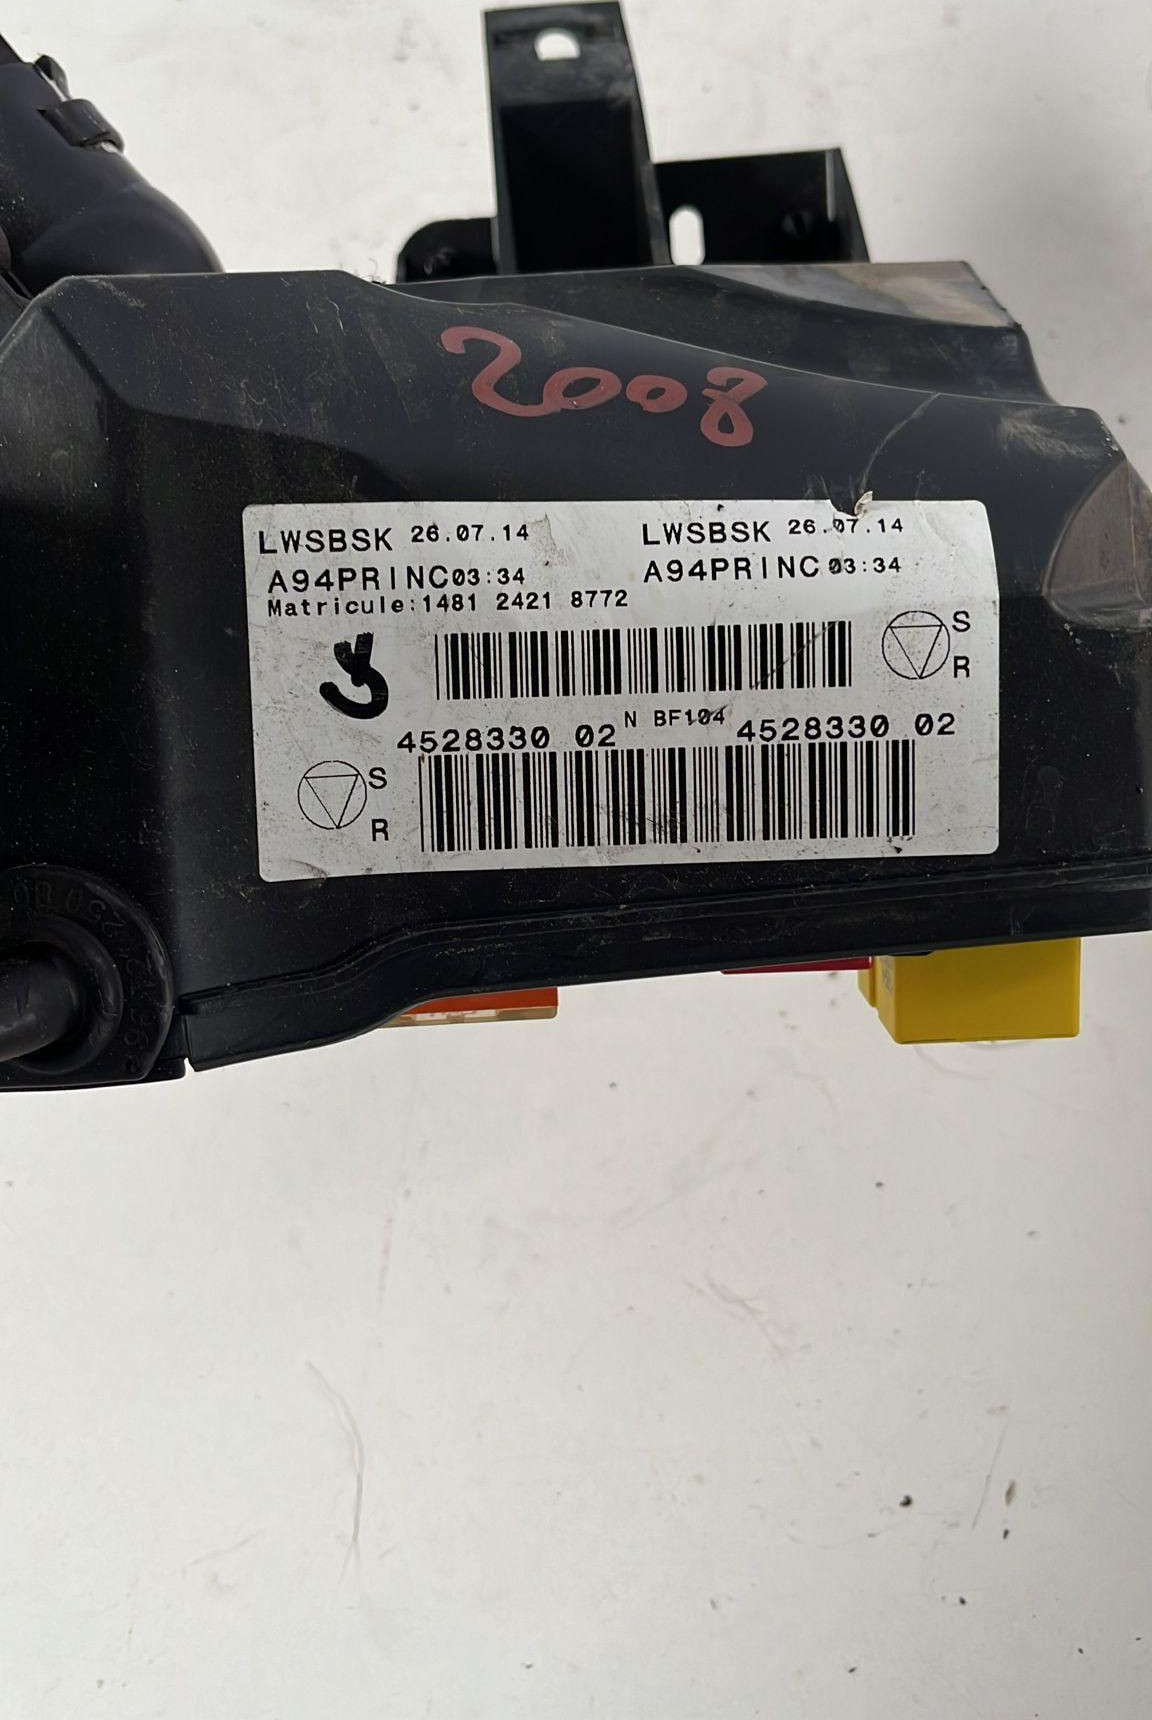 2008
LWSBSK 26.07.14 LWSBSK 26.07.14
A94PRINC03:34 A94PRINC03:34
Matricule:1481 2421 8772
S
R
N BF104
4528330 02 4528330 02
S
R